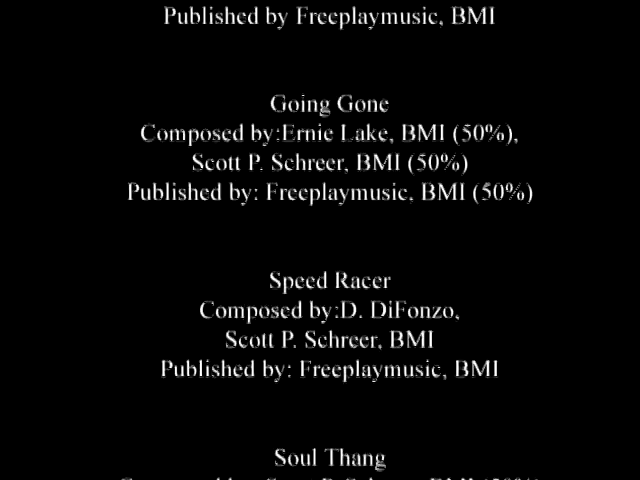 Published by Freeplaymusic, BMI
Going Gone
Composed by:Ernie Lake, BMI (50%),
Scott P. Schreer, BMI (50%)
Published by: Freeplaymusic, BMI (50%)
Speed Racer
Composed by:D. DiFonzo,
Scott P. Schreer, BMI
Published by: Freeplaymusic, BMI
Soul Thang